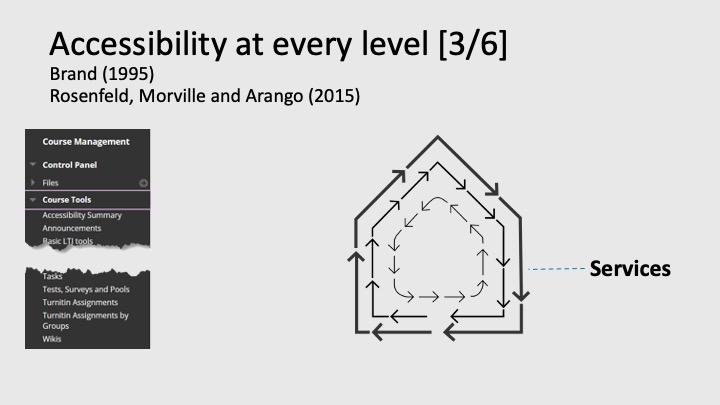 Accessibility at every level [3/6]
Brand (1995)
Rosenfeld, Morville and Arango (2015)
Course Management
Control Panel
Files
Course Tools
Accessibility Summary
Announcements
Basic LTI tools
Tasks
Tests, Surveys and Pools
Turnitin Assignments
Turnitin Assignments by
Groups
Wikis
Services